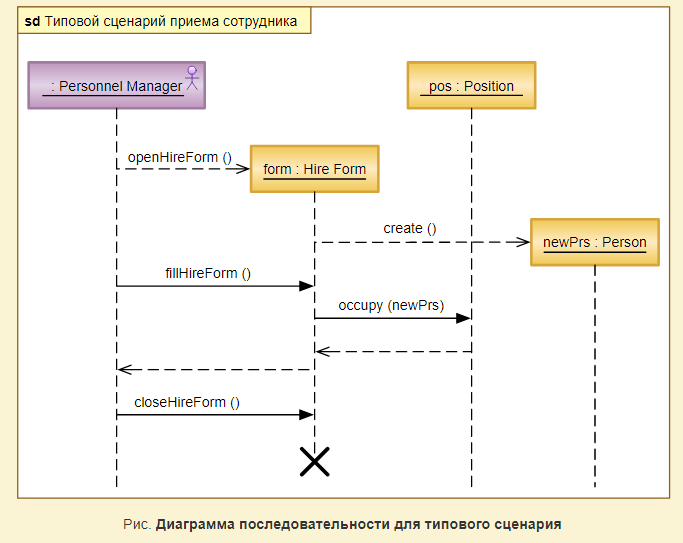 sd Типовой сценарий приема сотрудника
: Personnel Manager
pos : Position
openHireForm ()
form : Hire Form
create ()
newPrs : Person
fillHireForm ()
occupy (newPrs)
closeHireForm ()
Рис. Диаграмма последовательности для типового сценария